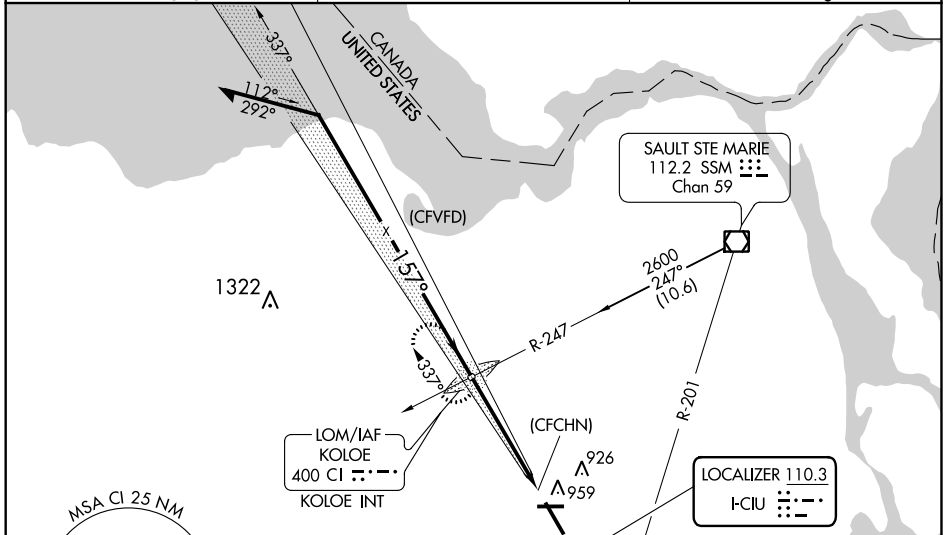 337°
CANADA
UNITED STATES
112°
292°
SAULT STE MARIE
112.2 SSM
Chan 59
(CFVFD)
x
157°
2600
247°
(10.6)
1322
R-247
337°
R-201
(CFCHN)
LOM/IAF
KOLOE
400 CI
KOLOE INT
926
959
LOCALIZER 110.3
I-CIU
MSA CI 25 NM